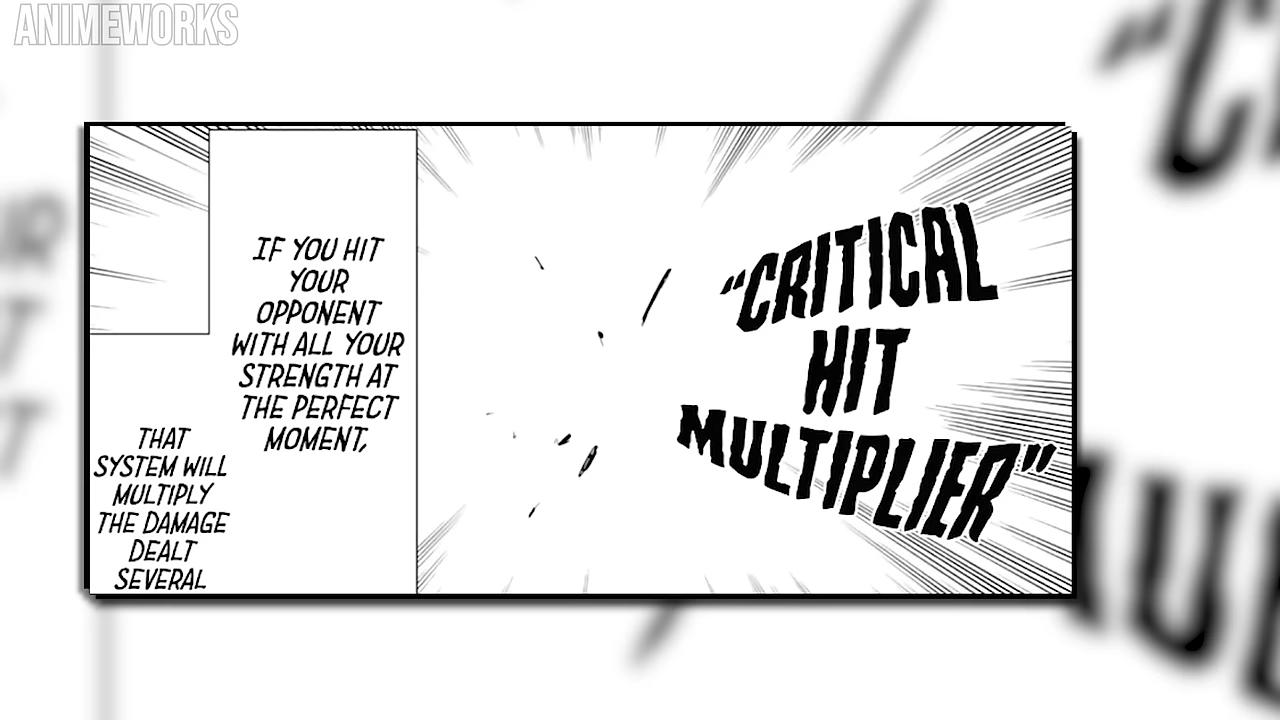 ANIMEWORKS
"CRITICAL
HIT
MULTIPLIER"
IF YOU HIT
YOUR
OPPONENT
WITH ALL YOUR
STRENGTH AT
THE PERFECT
MOMENT,
THAT
SYSTEM WILL
MULTIPLY
THE DAMAGE
DEALT
SEVERAL